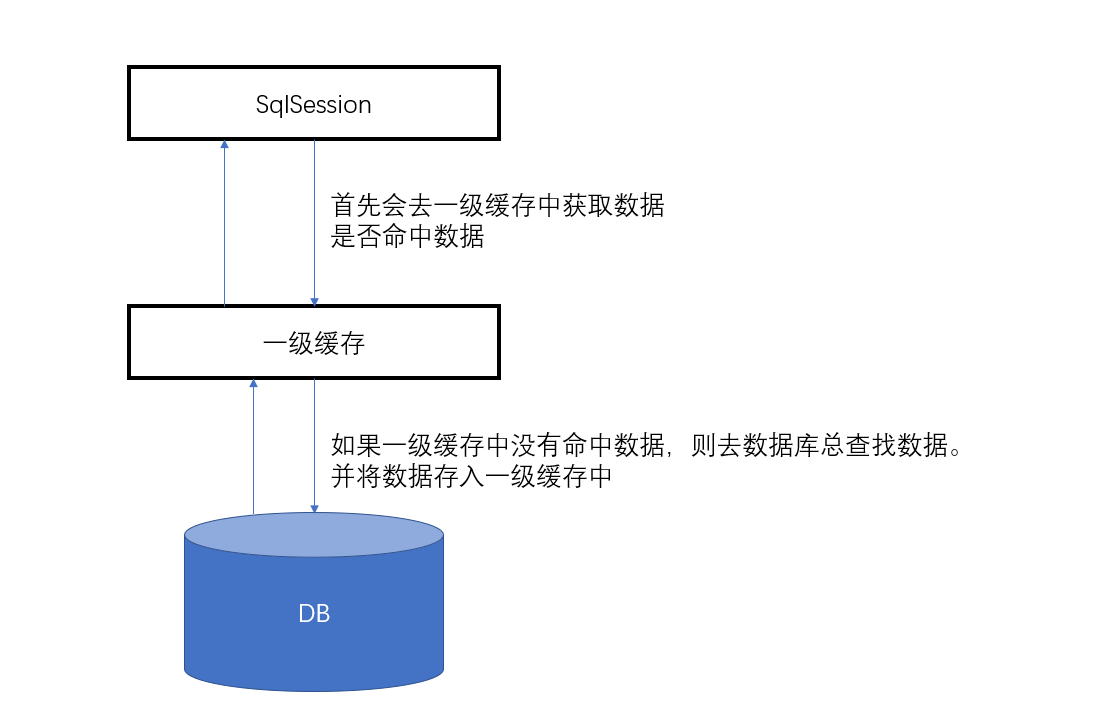 SqlSession
首先会去一级缓存中获取数据
是否命中数据
一级缓存
如果一级缓存中没有命中数据，则去数据库总查找数据。
并将数据存入一级缓存中
DB